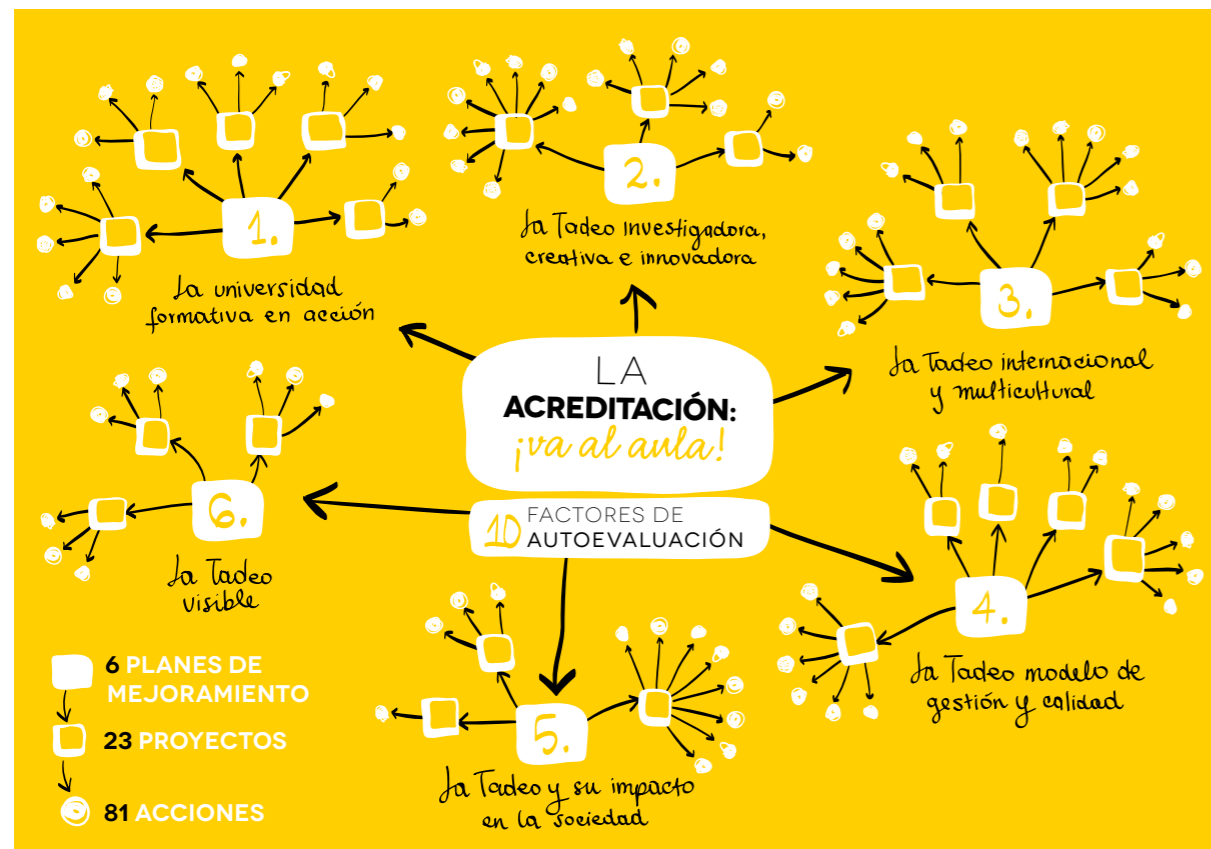 1.
La universidad
formativa en acción
2.
La Tadeo investigadora,
creativa e innovadora
3.
La Tadeo internacional
y multicultural
LA
ACREDITACIÓN:
¡va al aula!
10 FACTORES DE
AUTOEVALUACIÓN
6.
La Tadeo
visible
4.
La Tadeo modelo de
gestión y calidad
5.
La Tadeo y su impacto
en la sociedad
6 PLANES DE
MEJORAMIENTO
23 PROYECTOS
81 ACCIONES